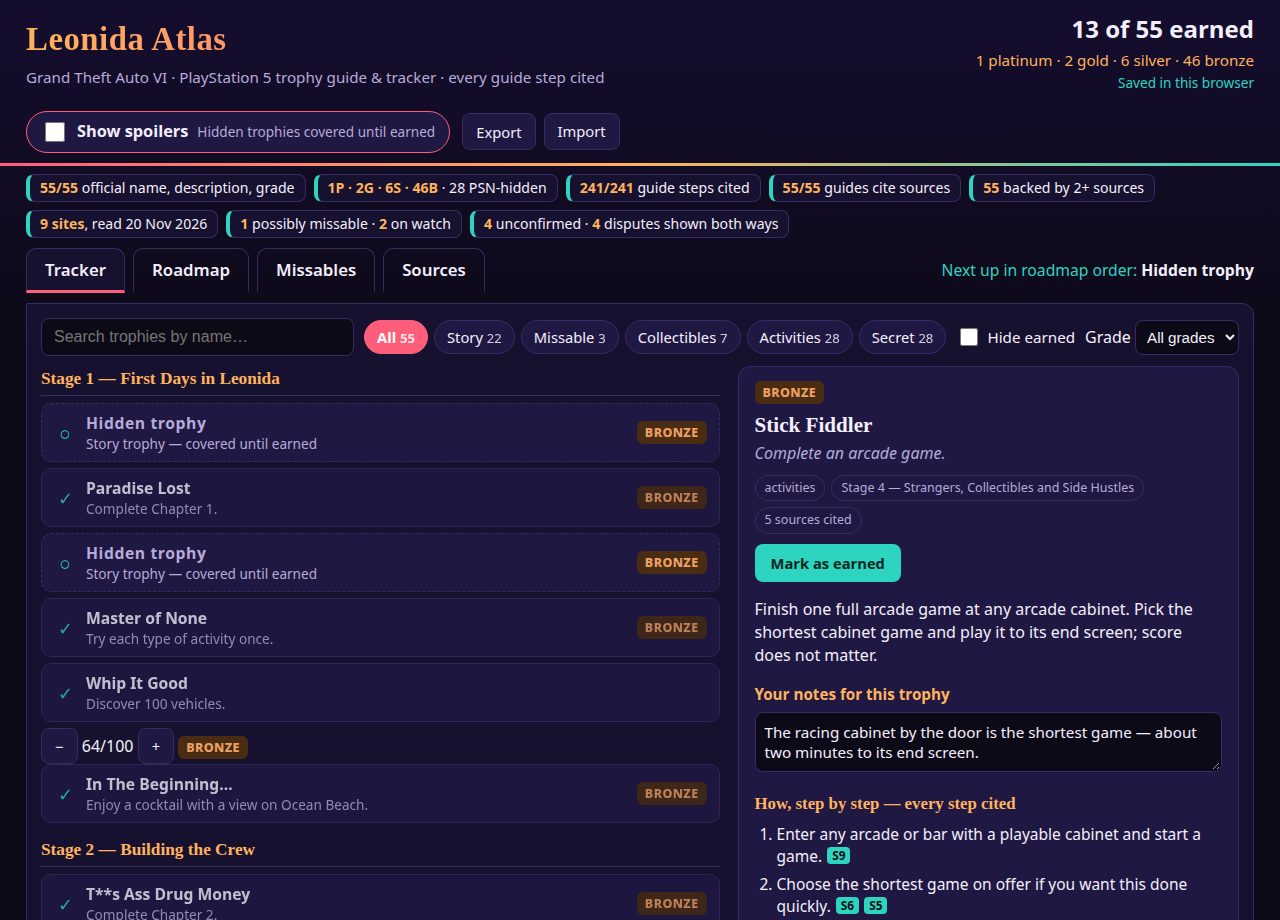 Leonida Atlas
Grand Theft Auto VI · PlayStation 5 trophy guide & tracker · every guide step cited
13 of 55 earned
1 platinum · 2 gold · 6 silver · 46 bronze
Saved in this browser
Show spoilers Hidden trophies covered until earned
Export
Import
55/55 official name, description, grade
1P · 2G · 6S · 46B · 28 PSN-hidden
241/241 guide steps cited
55/55 guides cite sources
55 backed by 2+ sources
9 sites, read 20 Nov 2026
1 possibly missable · 2 on watch
4 unconfirmed · 4 disputes shown both ways
Tracker
Roadmap
Missables
Sources
Next up in roadmap order: Hidden trophy
Search trophies by name…
All 55
Story 22
Missable 3
Collectibles 7
Activities 28
Secret 28
Hide earned
Grade
All grades
Stage 1 — First Days in Leonida
○
Hidden trophy
Story trophy — covered until earned
BRONZE
✓
Paradise Lost
Complete Chapter 1.
BRONZE
○
Hidden trophy
Story trophy — covered until earned
BRONZE
✓
Master of None
Try each type of activity once.
BRONZE
✓
Whip It Good
Discover 100 vehicles.
− 64/100 + BRONZE
✓
In The Beginning...
Enjoy a cocktail with a view on Ocean Beach.
BRONZE
Stage 2 — Building the Crew
✓
T**s Ass Drug Money
Complete Chapter 2.
BRONZE
BRONZE
Stick Fiddler
Complete an arcade game.
activities
Stage 4 — Strangers, Collectibles and Side Hustles
5 sources cited
Mark as earned
Finish one full arcade game at any arcade cabinet. Pick the
shortest cabinet game and play it to its end screen; score
does not matter.
Your notes for this trophy
The racing cabinet by the door is the shortest game — about
two minutes to its end screen.
How, step by step — every step cited
1. Enter any arcade or bar with a playable cabinet and start a
game. S9
2. Choose the shortest game on offer if you want this done
quickly. S6 S5